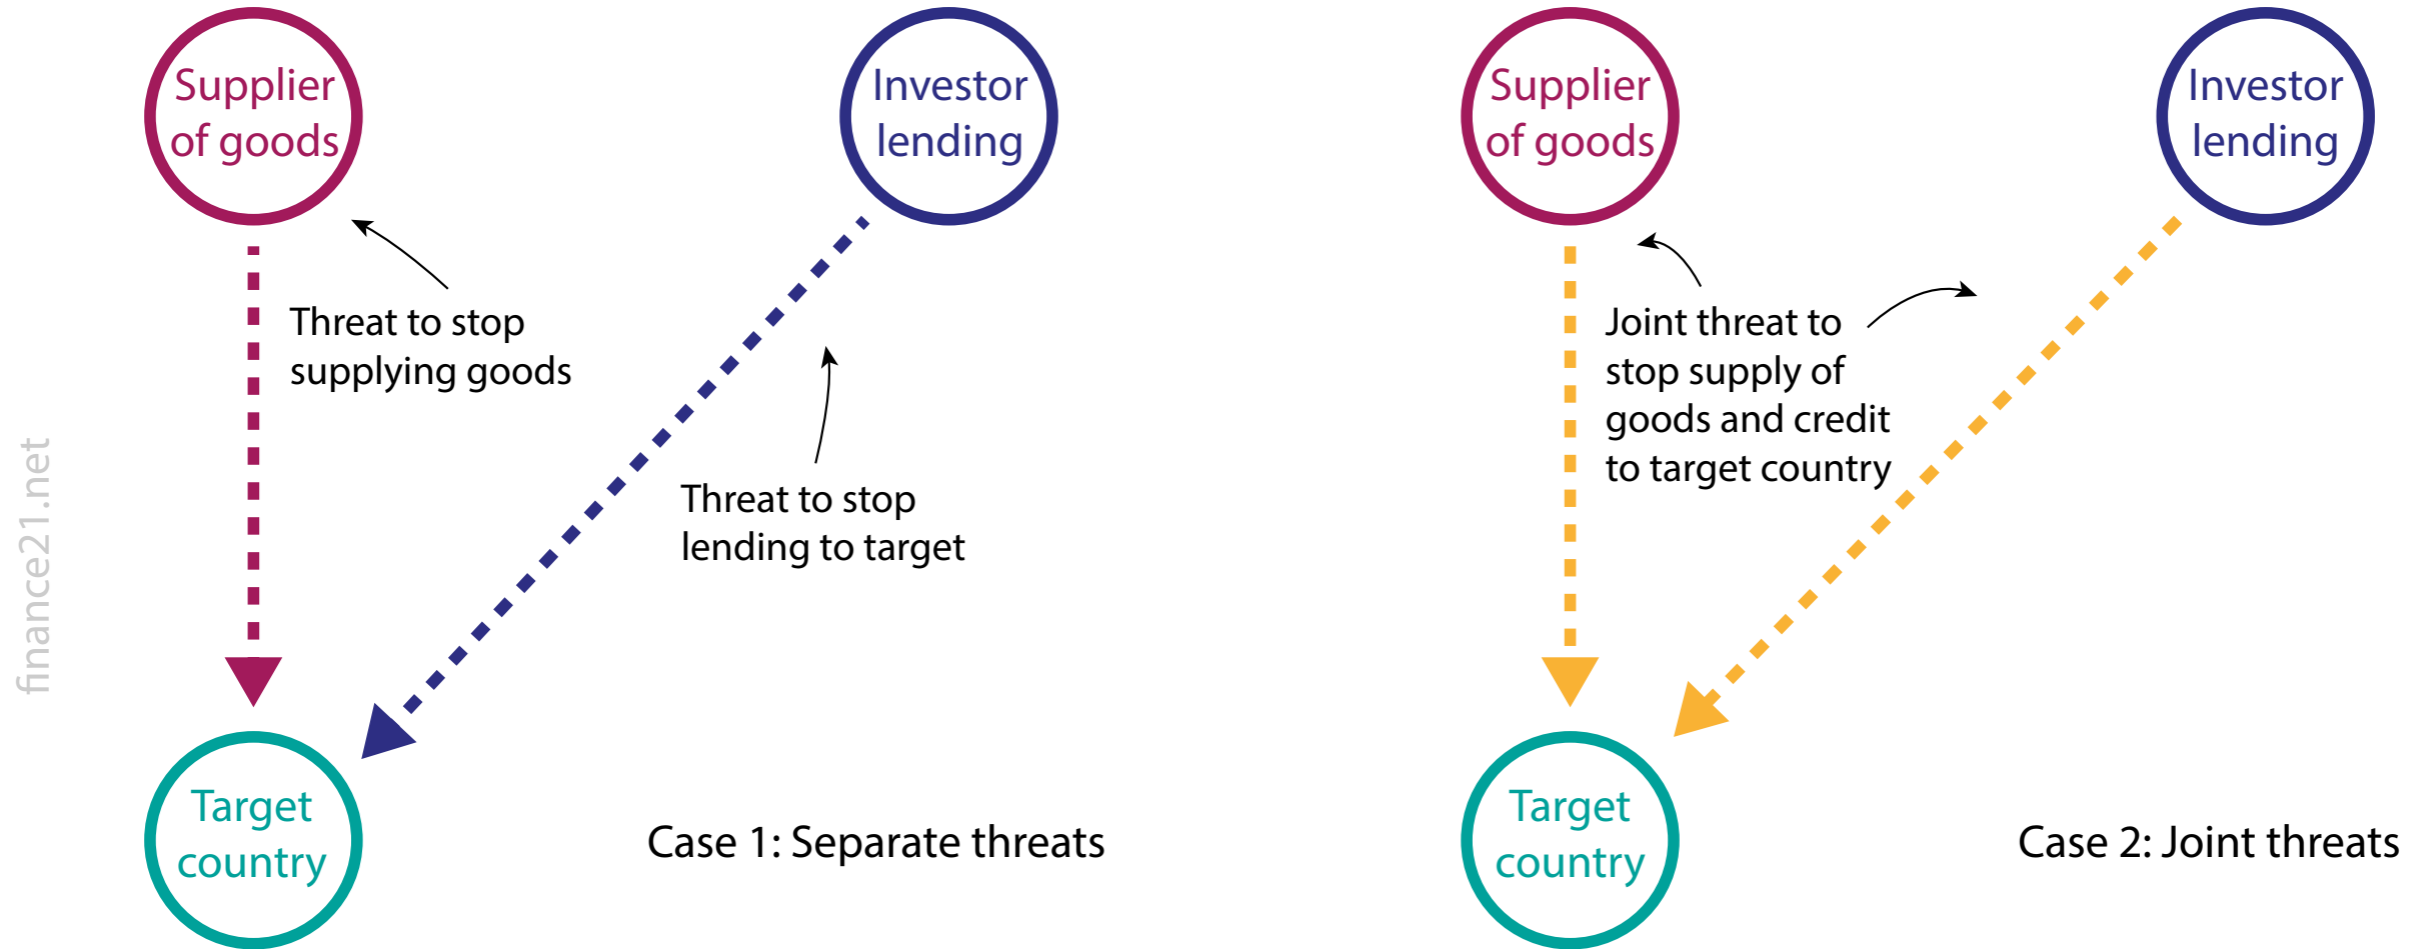 Supplier
of goods
Investor
lending
Threat to stop
supplying goods
Threat to stop
lending to target
Target
country
Case 1: Separate threats
Supplier
of goods
Investor
lending
Joint threat to
stop supply of
goods and credit
to target country
Target
country
Case 2: Joint threats
finance21.net